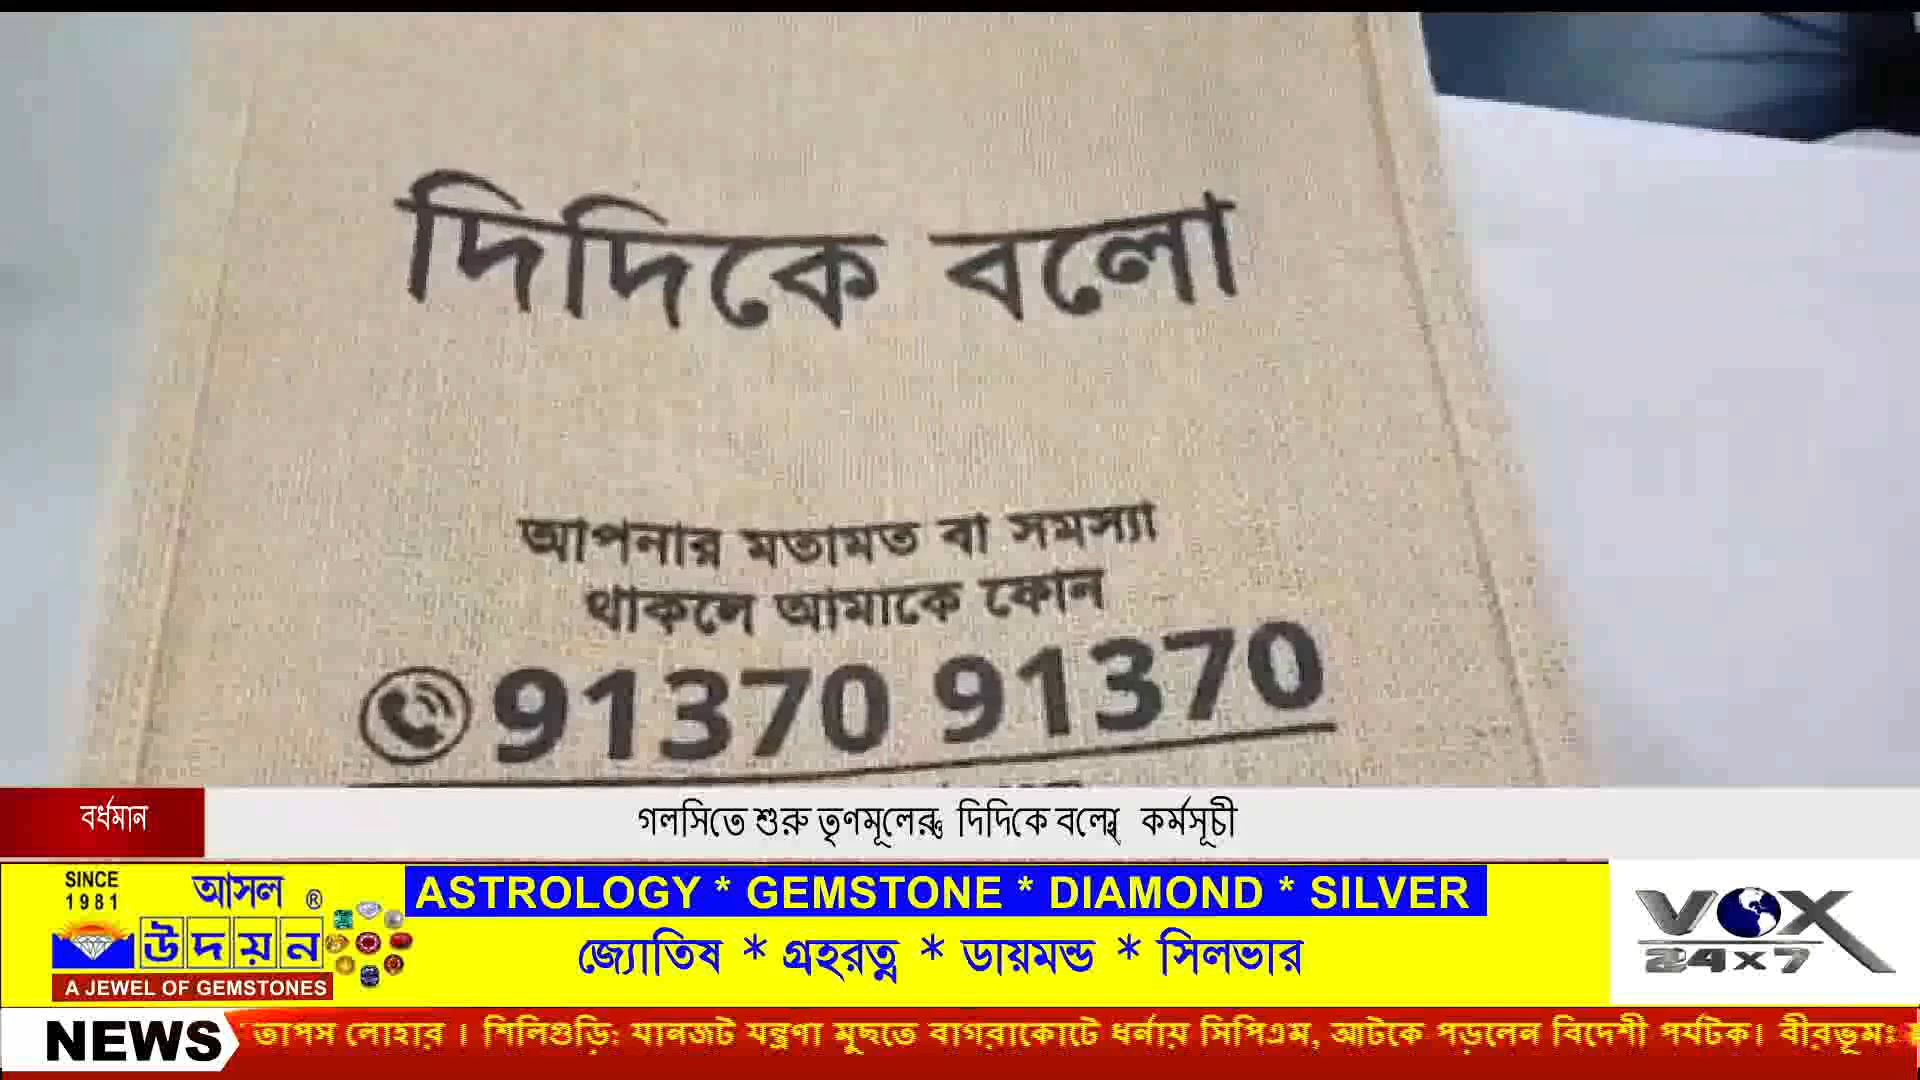 দিদিকে বলো
আপনার মতামত বা সমস্যা
থাকলে আমাকে ফোন
91370 91370
বর্ধমান
গলসিতে শুরু তৃণমূলের দিদিকে বলো কর্মসূচী
SINCE
1981
আসল ®
উদয়ন
A JEWEL OF GEMSTONES
ASTROLOGY * GEMSTONE * DIAMOND * SILVER
জ্যোতিষ * গ্রহরত্ন * ডায়মন্ড * সিলভার
VOX
24x7
NEWS
তাপস লোহার । শিলিগুড়ি: যানজট যন্ত্রণা মুছতে বাগরাকোটে ধর্নায় সিপিএম, আটকে পড়লেন বিদেশী পর্যটক। বীরভূমঃ